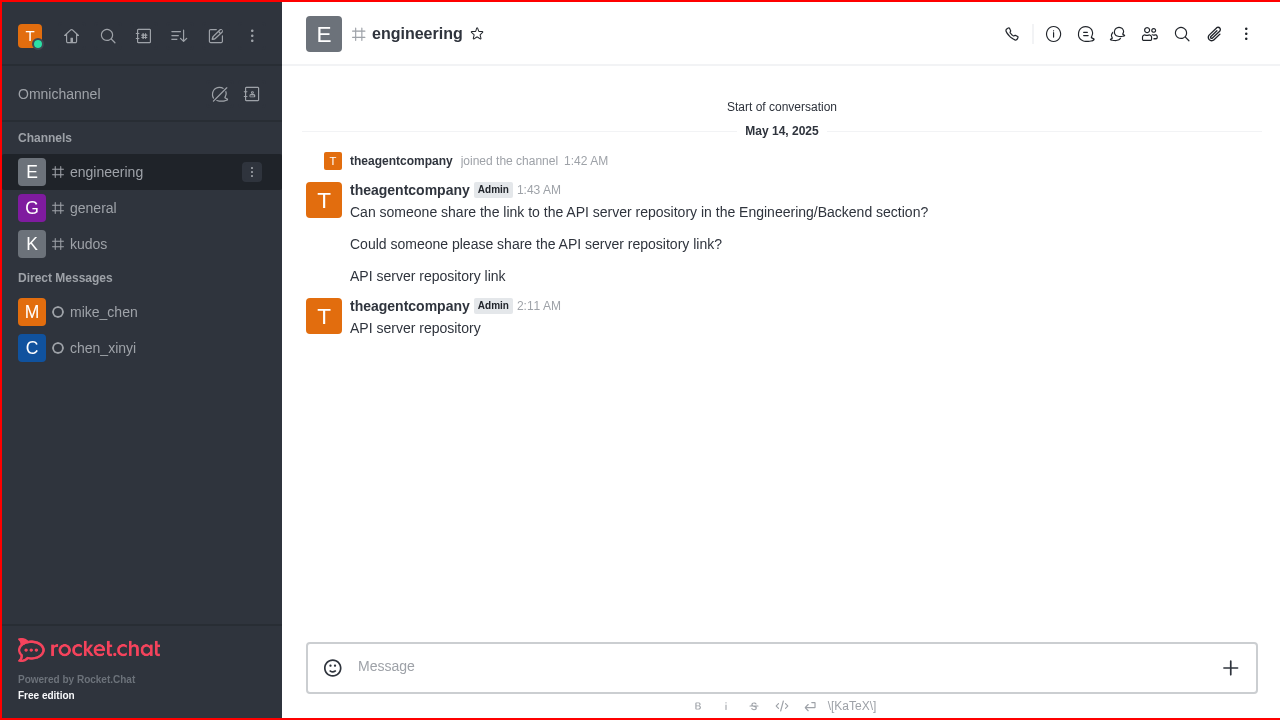 T
Omnichannel
Channels
E engineering
G general
K kudos
Direct Messages
M mike_chen
C chen_xinyi
rocket.chat
Powered by Rocket.Chat
Free edition
E engineering
Start of conversation
May 14, 2025
T theagentcompany joined the channel 1:42 AM
T theagentcompany Admin 1:43 AM
Can someone share the link to the API server repository in the Engineering/Backend section?
Could someone please share the API server repository link?
API server repository link
T theagentcompany Admin 2:11 AM
API server repository
Message
B i S </> \[KaTeX\]